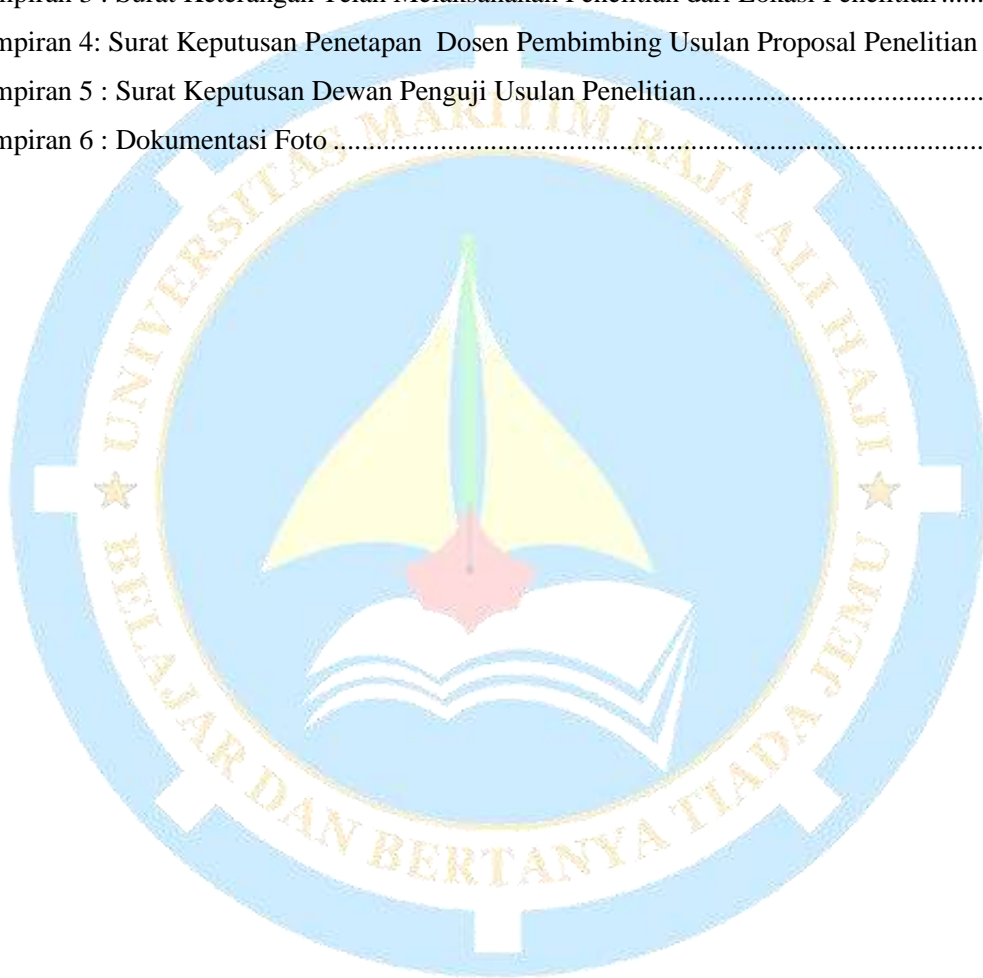 mpiran 3 : Surat Keterangan Telah Melaksanakan Penelitian dari Lokasi Penelitian ......
mpiran 4: Surat Keputusan Penetapan  Dosen Pembimbing Usulan Proposal Penelitian
mpiran 5 : Surat Keputusan Dewan Penguji Usulan Penelitian........................................
mpiran 6 : Dokumentasi Foto ...........................................................................................
UNIVERSITAS MARITIM RAJA ALI HAJI
BELAJAR DAN BERTANYA TIADA JEMU